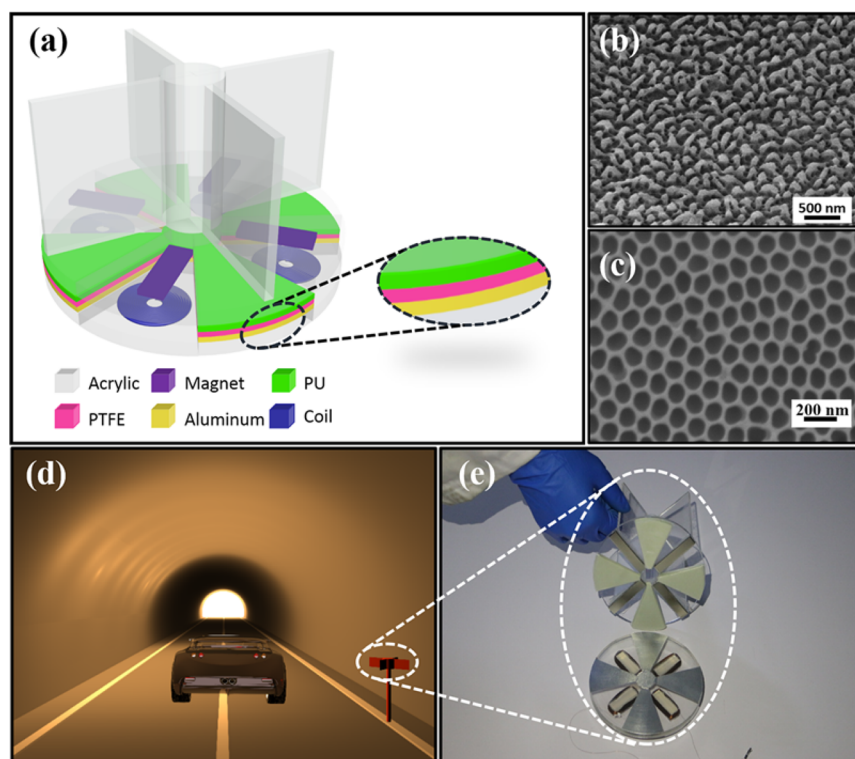 (a)
Acrylic Magnet PU
PTFE Aluminum Coil
(b)
500 nm
(c)
200 nm
(d)
(e)